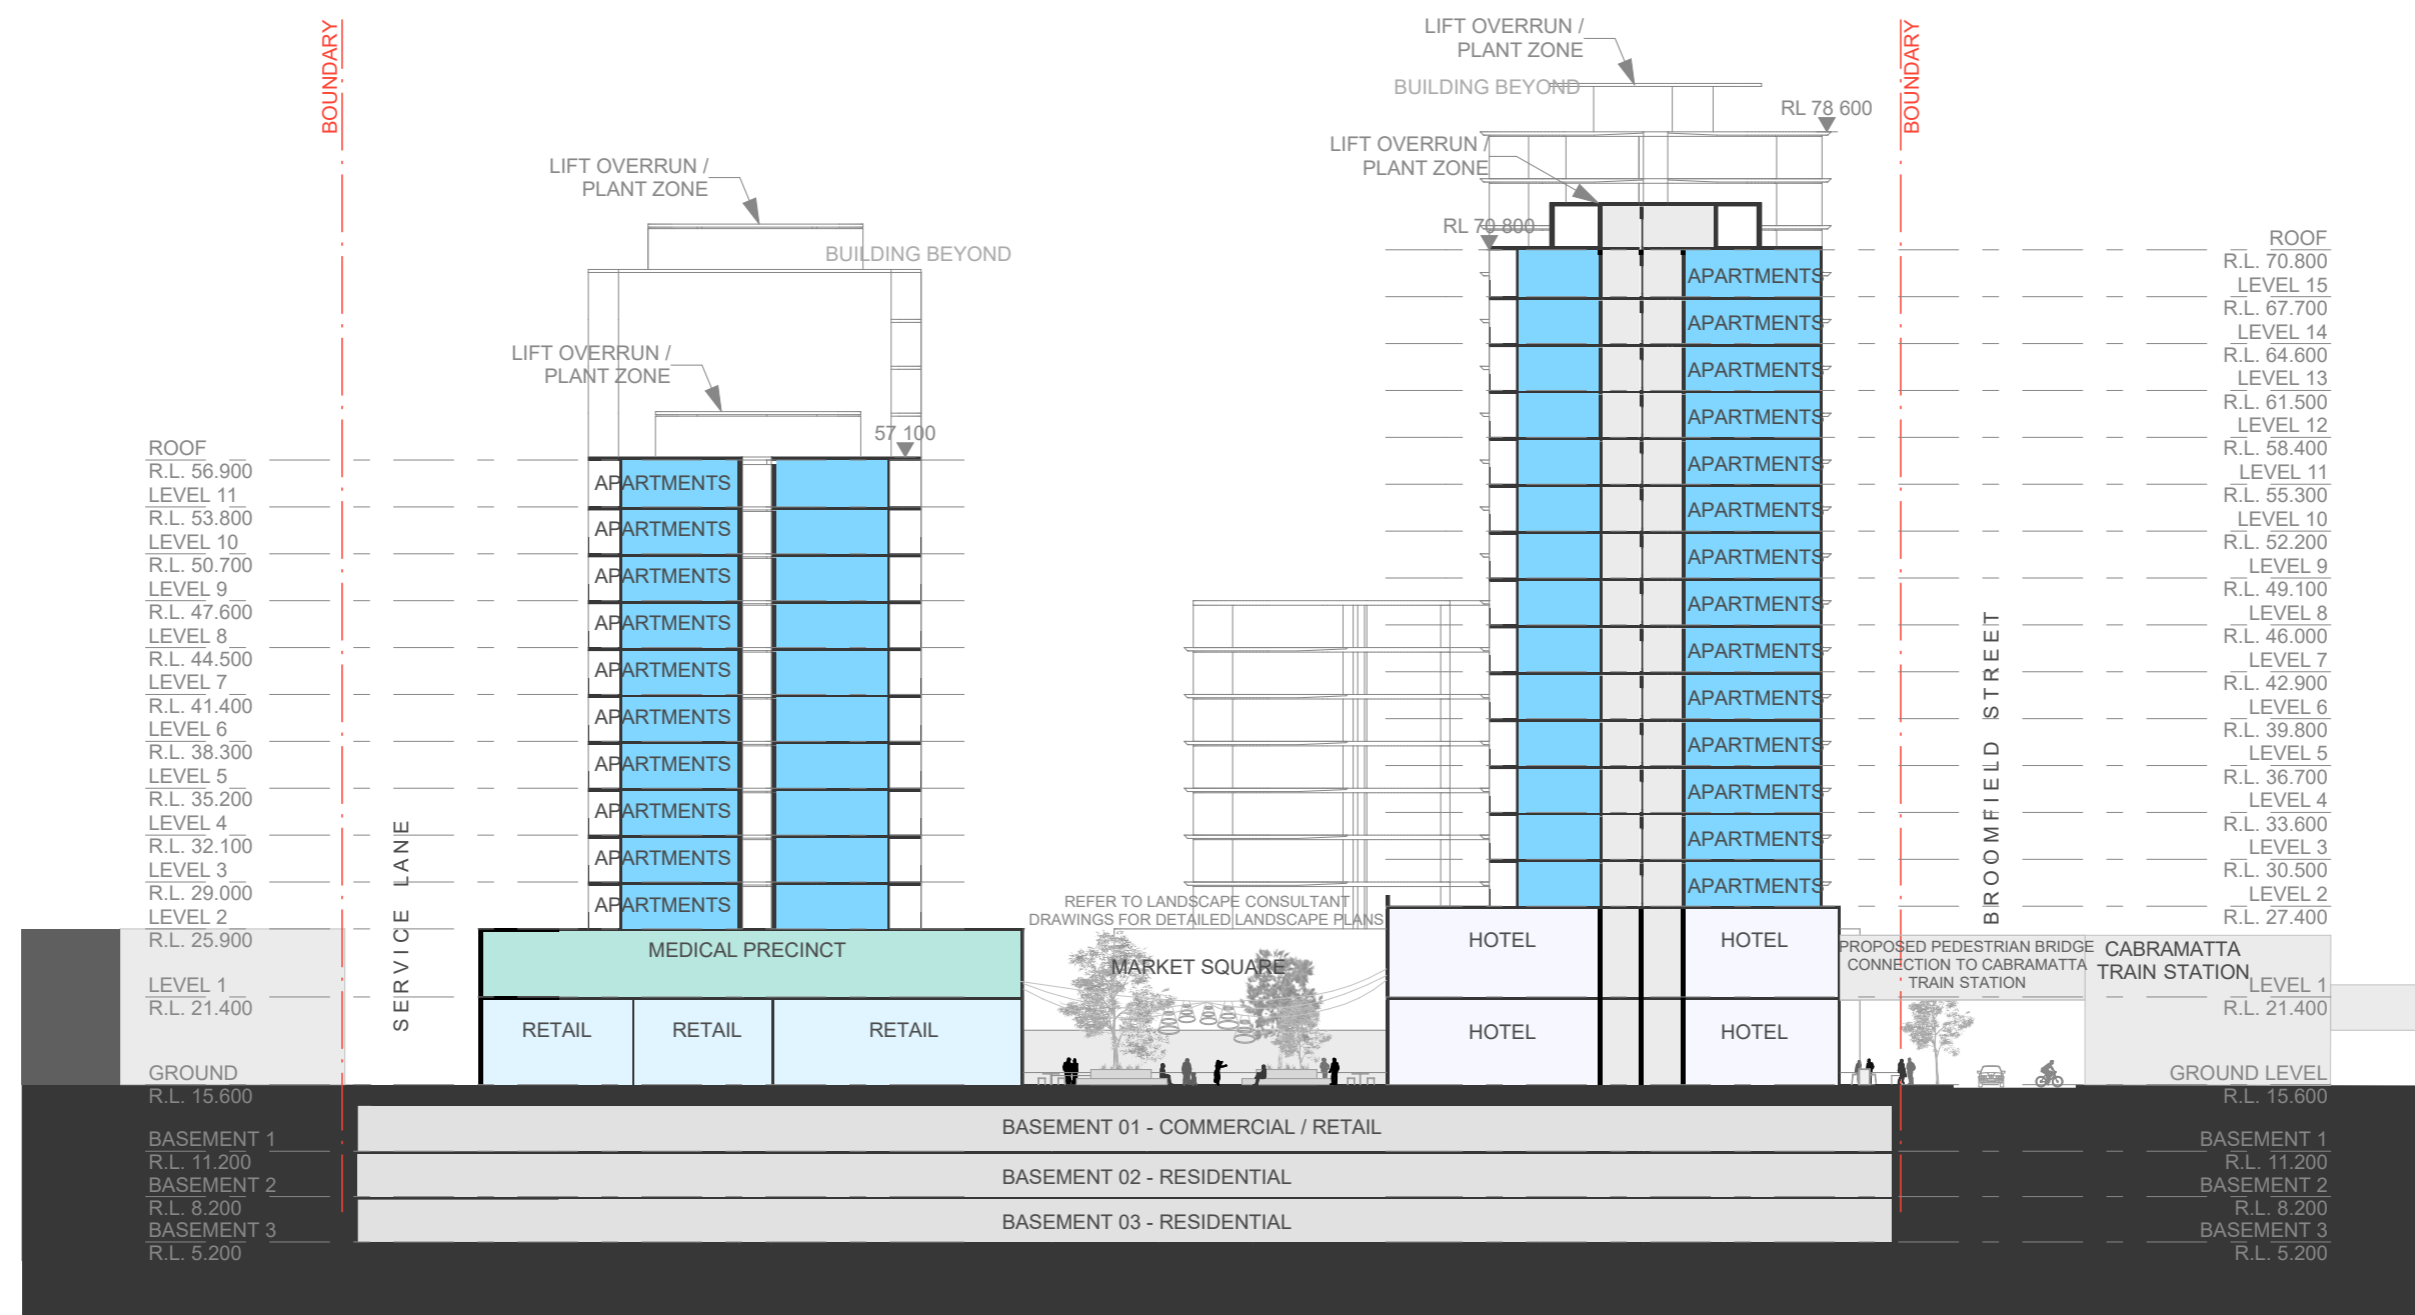 BOUNDARY
LIFT OVERRUN /
PLANT ZONE
BUILDING BEYOND
RL 78 600
BOUNDARY
LIFT OVERRUN /
PLANT ZONE
RL 70 800
LIFT OVERRUN /
PLANT ZONE
BUILDING BEYOND
LIFT OVERRUN /
PLANT ZONE
57 100
ROOF
R.L. 56.900
LEVEL 11
R.L. 53.800
LEVEL 10
R.L. 50.700
LEVEL 9
R.L. 47.600
LEVEL 8
R.L. 44.500
LEVEL 7
R.L. 41.400
LEVEL 6
R.L. 38.300
LEVEL 5
R.L. 35.200
LEVEL 4
R.L. 32.100
LEVEL 3
R.L. 29.000
LEVEL 2
R.L. 25.900
LEVEL 1
R.L. 21.400
GROUND
R.L. 15.600
BASEMENT 1
R.L. 11.200
BASEMENT 2
R.L. 8.200
BASEMENT 3
R.L. 5.200
SERVICE LANE
APARTMENTS
APARTMENTS
APARTMENTS
APARTMENTS
APARTMENTS
APARTMENTS
APARTMENTS
APARTMENTS
APARTMENTS
APARTMENTS
MEDICAL PRECINCT
RETAIL
RETAIL
RETAIL
REFER TO LANDSCAPE CONSULTANT
DRAWINGS FOR DETAILED LANDSCAPE PLANS
MARKET SQUARE
APARTMENTS
APARTMENTS
APARTMENTS
APARTMENTS
APARTMENTS
APARTMENTS
APARTMENTS
APARTMENTS
APARTMENTS
APARTMENTS
APARTMENTS
APARTMENTS
APARTMENTS
APARTMENTS
HOTEL
HOTEL
HOTEL
HOTEL
PROPOSED PEDESTRIAN BRIDGE
CONNECTION TO CABRAMATTA
TRAIN STATION
CABRAMATTA
TRAIN STATION
BROOMFIELD STREET
ROOF
R.L. 70.800
LEVEL 15
R.L. 67.700
LEVEL 14
R.L. 64.600
LEVEL 13
R.L. 61.500
LEVEL 12
R.L. 58.400
LEVEL 11
R.L. 55.300
LEVEL 10
R.L. 52.200
LEVEL 9
R.L. 49.100
LEVEL 8
R.L. 46.000
LEVEL 7
R.L. 42.900
LEVEL 6
R.L. 39.800
LEVEL 5
R.L. 36.700
LEVEL 4
R.L. 33.600
LEVEL 3
R.L. 30.500
LEVEL 2
R.L. 27.400
LEVEL 1
R.L. 21.400
GROUND LEVEL
R.L. 15.600
BASEMENT 1
R.L. 11.200
BASEMENT 2
R.L. 8.200
BASEMENT 3
R.L. 5.200
BASEMENT 01 - COMMERCIAL / RETAIL
BASEMENT 02 - RESIDENTIAL
BASEMENT 03 - RESIDENTIAL